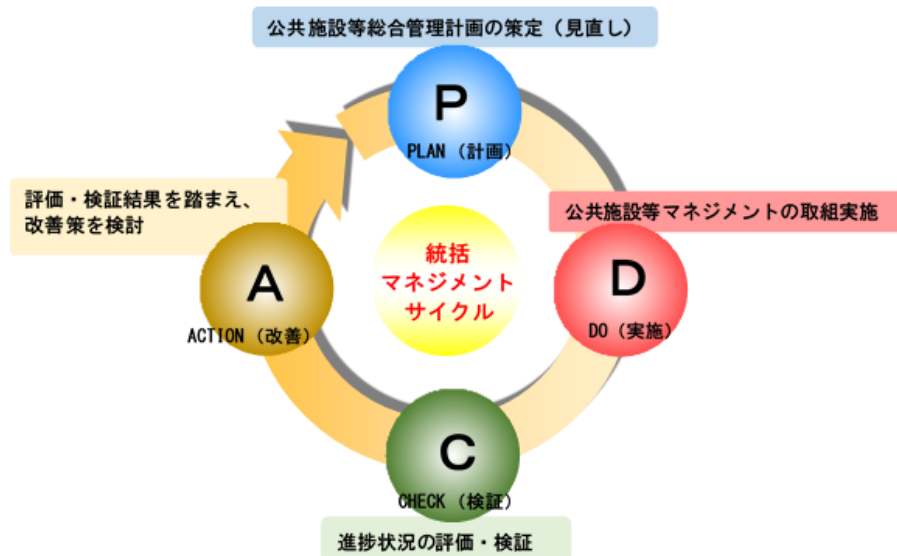 公共施設等総合管理計画の策定（見直し）
P
PLAN（計画）
評価・検証結果を踏まえ、
改善策を検討
公共施設等マネジメントの取組実施
統括
マネジメント
サイクル
A
ACTION（改善）
D
DO（実施）
C
CHECK（検証）
進捗状況の評価・検証